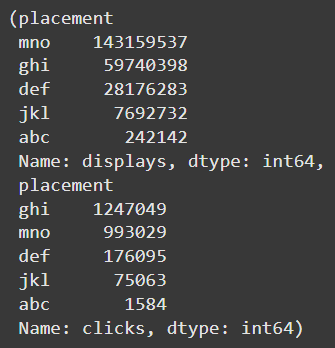 (placement
mno 143159537
ghi 59740398
def 28176283
jkl 7692732
abc 242142
Name: displays, dtype: int64,
placement
ghi 1247049
mno 993029
def 176095
jkl 75063
abc 1584
Name: clicks, dtype: int64)